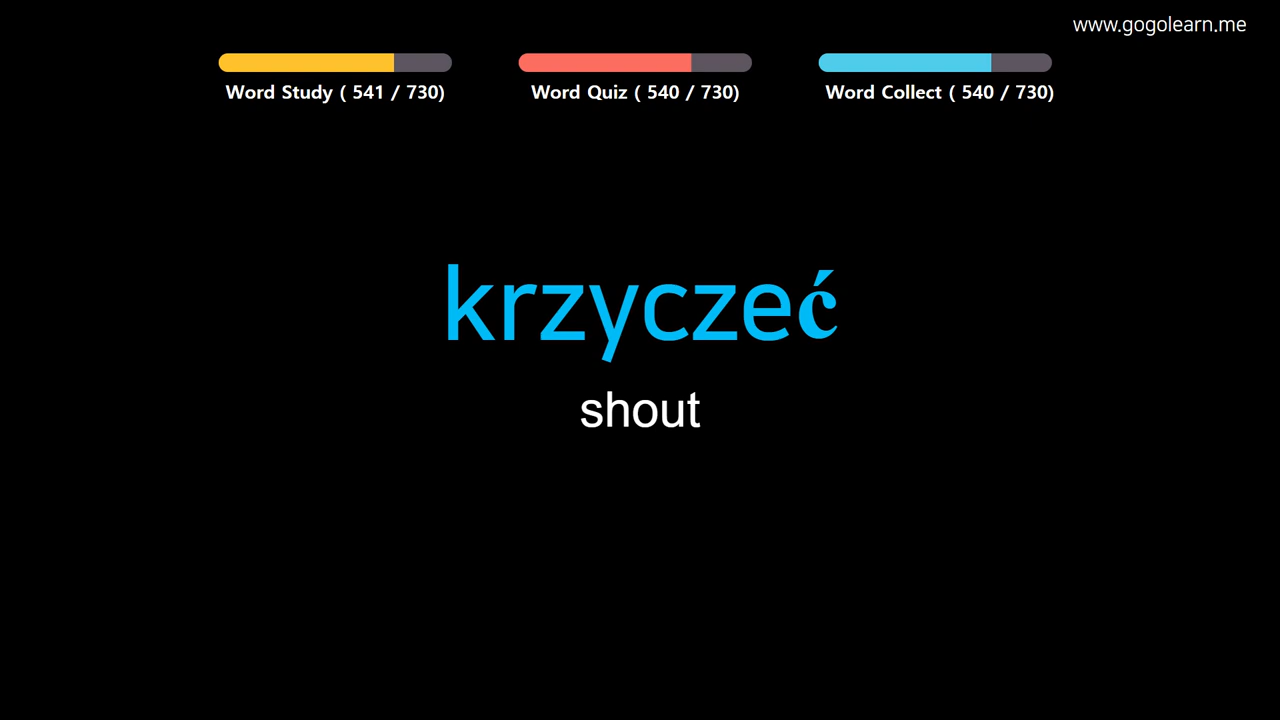 www.gogolearn.me
Word Study ( 541 / 730)
Word Quiz ( 540 / 730)
Word Collect ( 540 / 730)
krzyczeć
shout